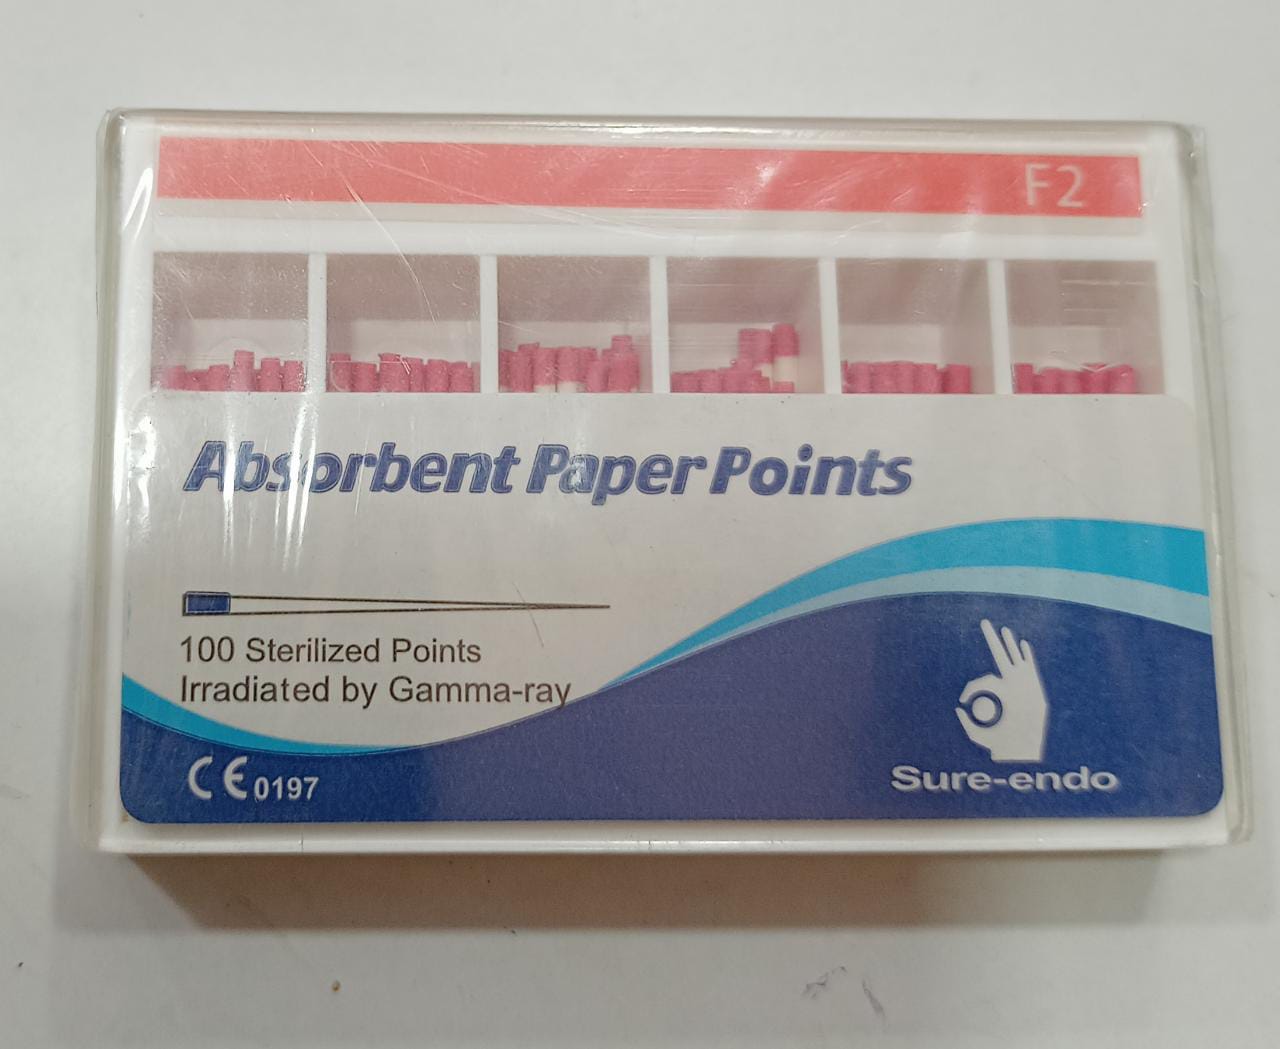 F2
Absorbent Paper Points
100 Sterilized Points
Irradiated by Gamma-ray
CE 0197
Sure-endo